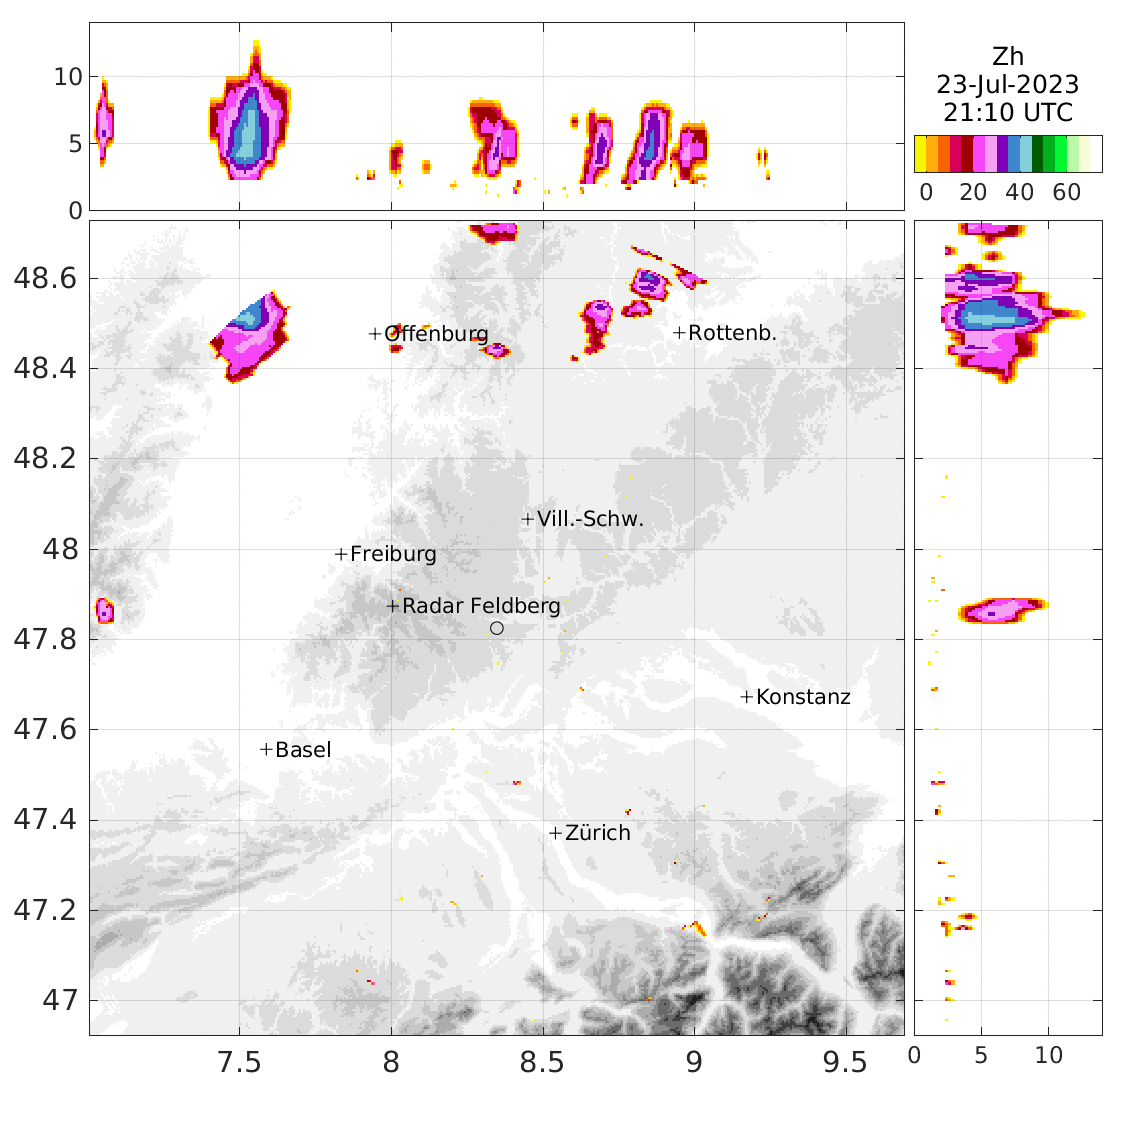 10
5
0
Zh
23-Jul-2023
21:10 UTC
0 20 40 60
48.6
48.4
48.2
48
47.8
47.6
47.4
47.2
47
+Offenburg
+Rottenb.
+Vill.-Schw.
+Freiburg
+Radar Feldberg
+Konstanz
+Basel
+Zürich
7.5 8 8.5 9 9.5
0 5 10